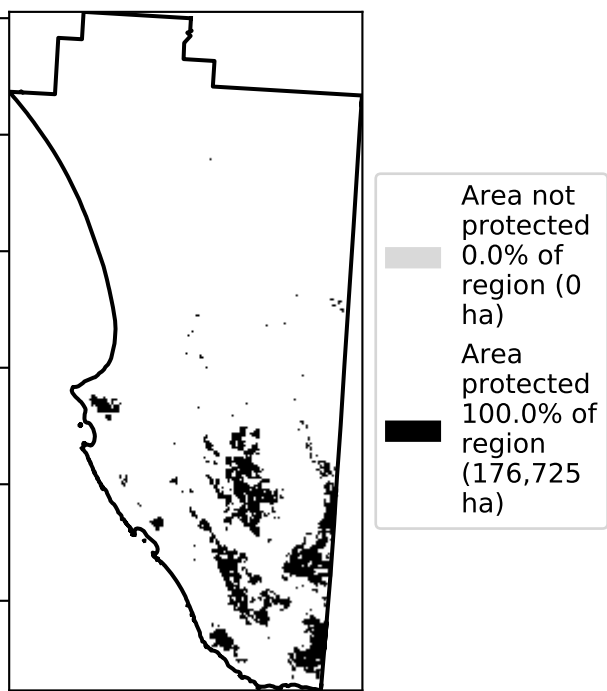 Area not
protected
0.0% of
region (0
ha)
Area
protected
100.0% of
region
(176,725
ha)